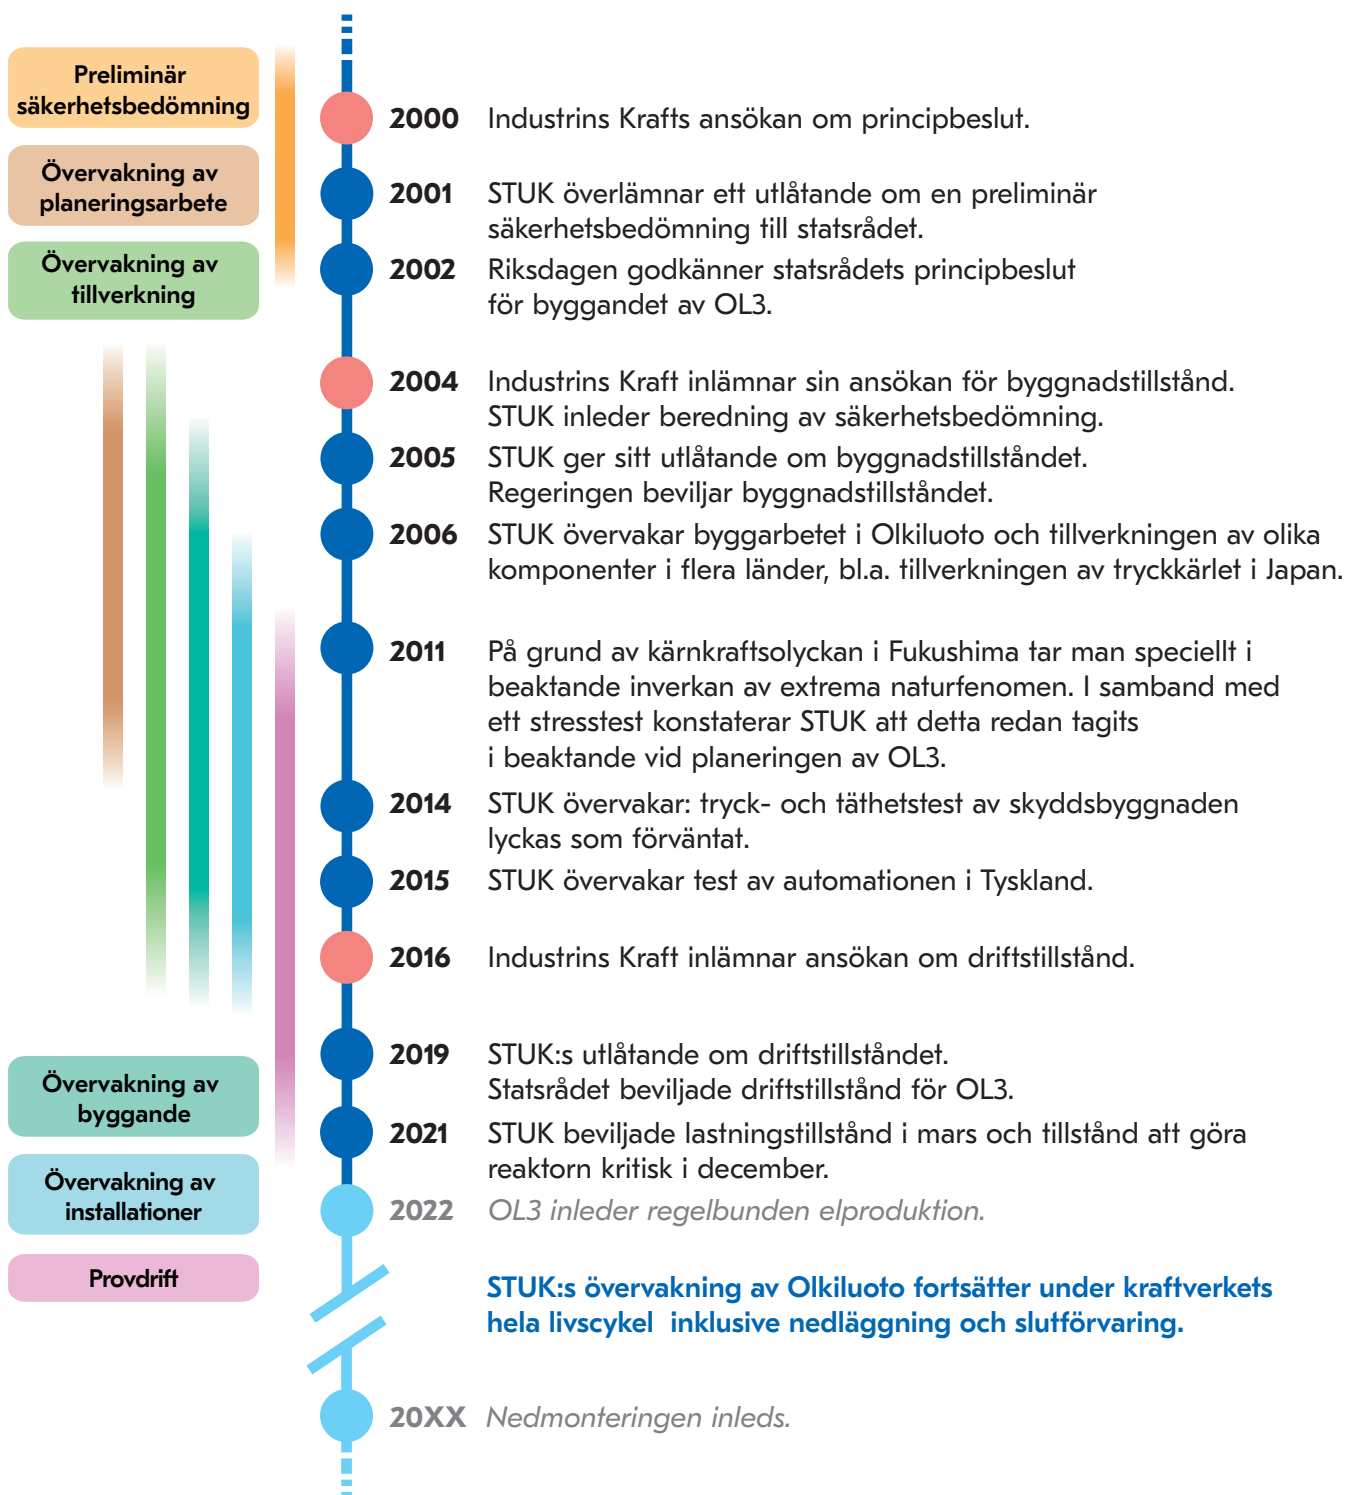 Preliminär
säkerhetsbedömning
Övervakning av
planeringsarbete
Övervakning av
tillverkning
2000 Industrins Krafts ansökan om principbeslut.
2001 STUK överlämnar ett utlåtande om en preliminär
säkerhetsbedömning till statsrådet.
2002 Riksdagen godkänner statsrådets principbeslut
för byggandet av OL3.
2004 Industrins Kraft inlämnar sin ansökan för byggnadstillstånd.
STUK inleder beredning av säkerhetsbedömning.
2005 STUK ger sitt utlåtande om byggnadstillståndet.
Regeringen beviljar byggnadstillståndet.
2006 STUK övervakar byggarbetet i Olkiluoto och tillverkningen av olika
komponenter i flera länder, bl.a. tillverkningen av tryckkärlet i Japan.
2011 På grund av kärnkraftsolyckan i Fukushima tar man speciellt i
beaktande inverkan av extrema naturfenomen. I samband med
ett stresstest konstaterar STUK att detta redan tagits
i beaktande vid planeringen av OL3.
2014 STUK övervakar: tryck- och täthetstest av skyddsbyggnaden
lyckas som förväntat.
2015 STUK övervakar test av automationen i Tyskland.
2016 Industrins Kraft inlämnar ansökan om driftstillstånd.
2019 STUK:s utlåtande om driftstillståndet.
Statsrådet beviljade driftstillstånd för OL3.
2021 STUK beviljade lastningstillstånd i mars och tillstånd att göra
reaktorn kritisk i december.
2022 OL3 inleder regelbunden elproduktion.
Övervakning av
byggande
Övervakning av
installationer
Provdrift
STUK:s övervakning av Olkiluoto fortsätter under kraftverkets
hela livscykel inklusive nedläggning och slutförvaring.
20XX Nedmonteringen inleds.